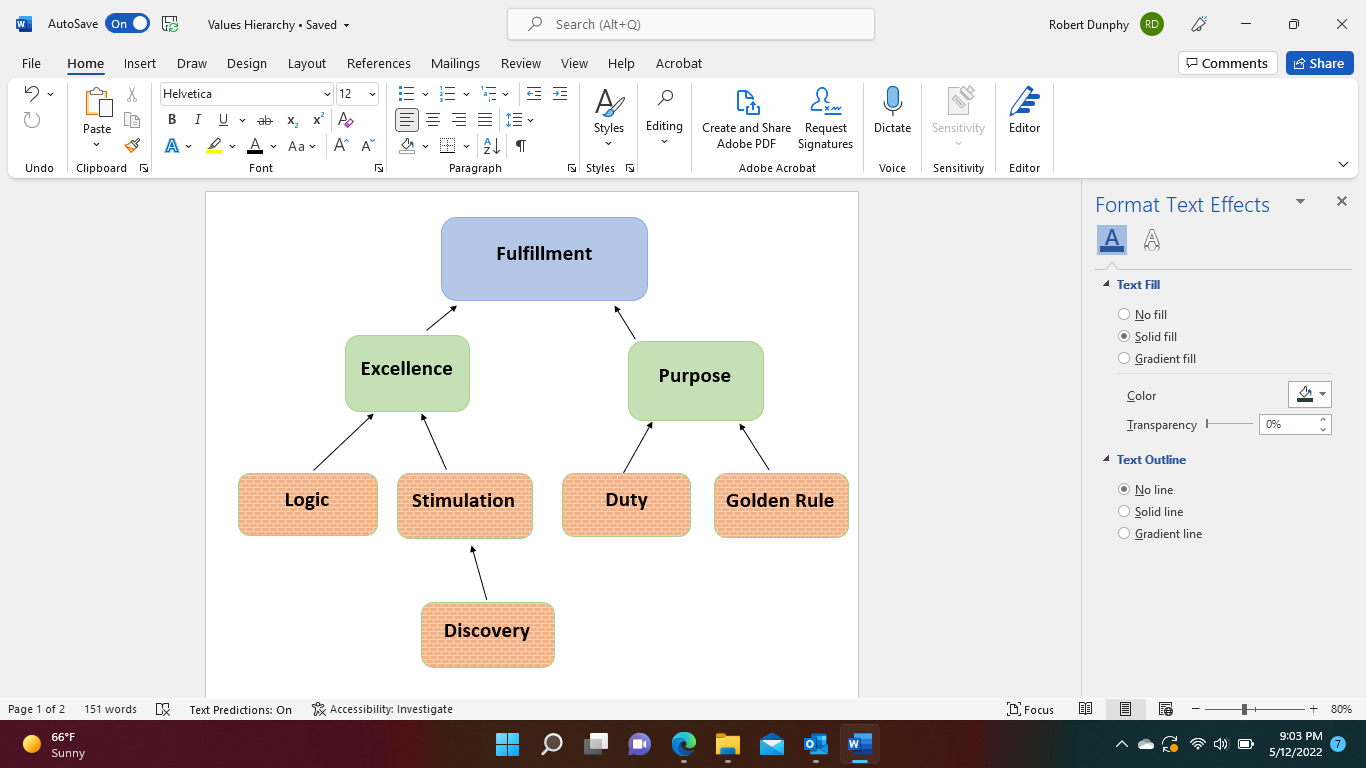 AutoSave On Values Hierarchy • Saved Search (Alt+Q) Robert Dunphy RD
File Home Insert Draw Design Layout References Mailings Review View Help Acrobat Comments Share
Helvetica 12
Paste
B I U ab x₂ x² A
A A Aa A A
Styles
Editing
Create and Share
Adobe PDF
Request
Signatures
Dictate
Sensitivity
Editor
Undo Clipboard Font Paragraph Styles Adobe Acrobat Voice Sensitivity Editor
Fulfillment
Excellence
Purpose
Logic Stimulation Duty Golden Rule
Discovery
Format Text Effects
Text Fill
No fill
Solid fill
Gradient fill
Color
Transparency 0%
Text Outline
No line
Solid line
Gradient line
Page 1 of 2 151 words Text Predictions: On Accessibility: Investigate Focus 80%
66°F
Sunny
9:03 PM
5/12/2022 7